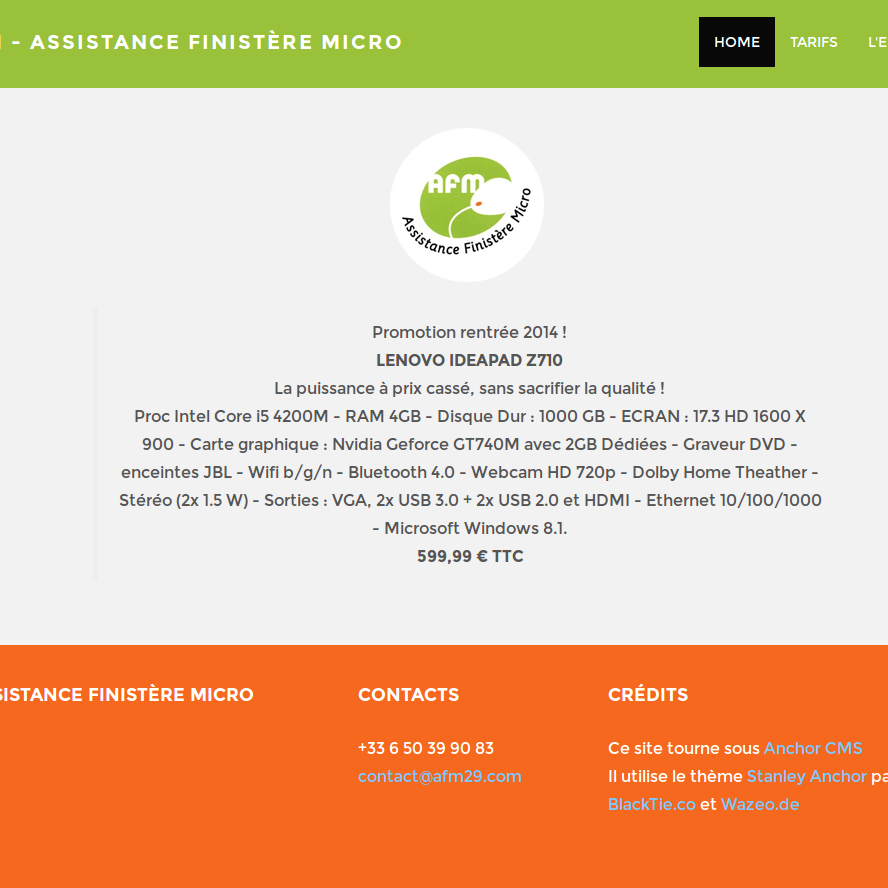 - ASSISTANCE FINISTÈRE MICRO
HOME TARIFS
AFM
Assistance Finistère Micro
Promotion rentrée 2014 !
LENOVO IDEAPAD Z710
La puissance à prix cassé, sans sacrifier la qualité !
Proc Intel Core i5 4200M - RAM 4GB - Disque Dur : 1000 GB - ECRAN : 17.3 HD 1600 X
900 - Carte graphique : Nvidia Geforce GT740M avec 2GB Dédiées - Graveur DVD -
enceintes JBL - Wifi b/g/n - Bluetooth 4.0 - Webcam HD 720p - Dolby Home Theather -
Stéréo (2x 1.5 W) - Sorties : VGA, 2x USB 3.0 + 2x USB 2.0 et HDMI - Ethernet 10/100/1000
- Microsoft Windows 8.1.
599,99 € TTC
SISTANCE FINISTÈRE MICRO
CONTACTS
+33 6 50 39 90 83
contact@afm29.com
CRÉDITS
Ce site tourne sous Anchor CMS
Il utilise le thème Stanley Anchor pa
BlackTie.co et Wazeo.de